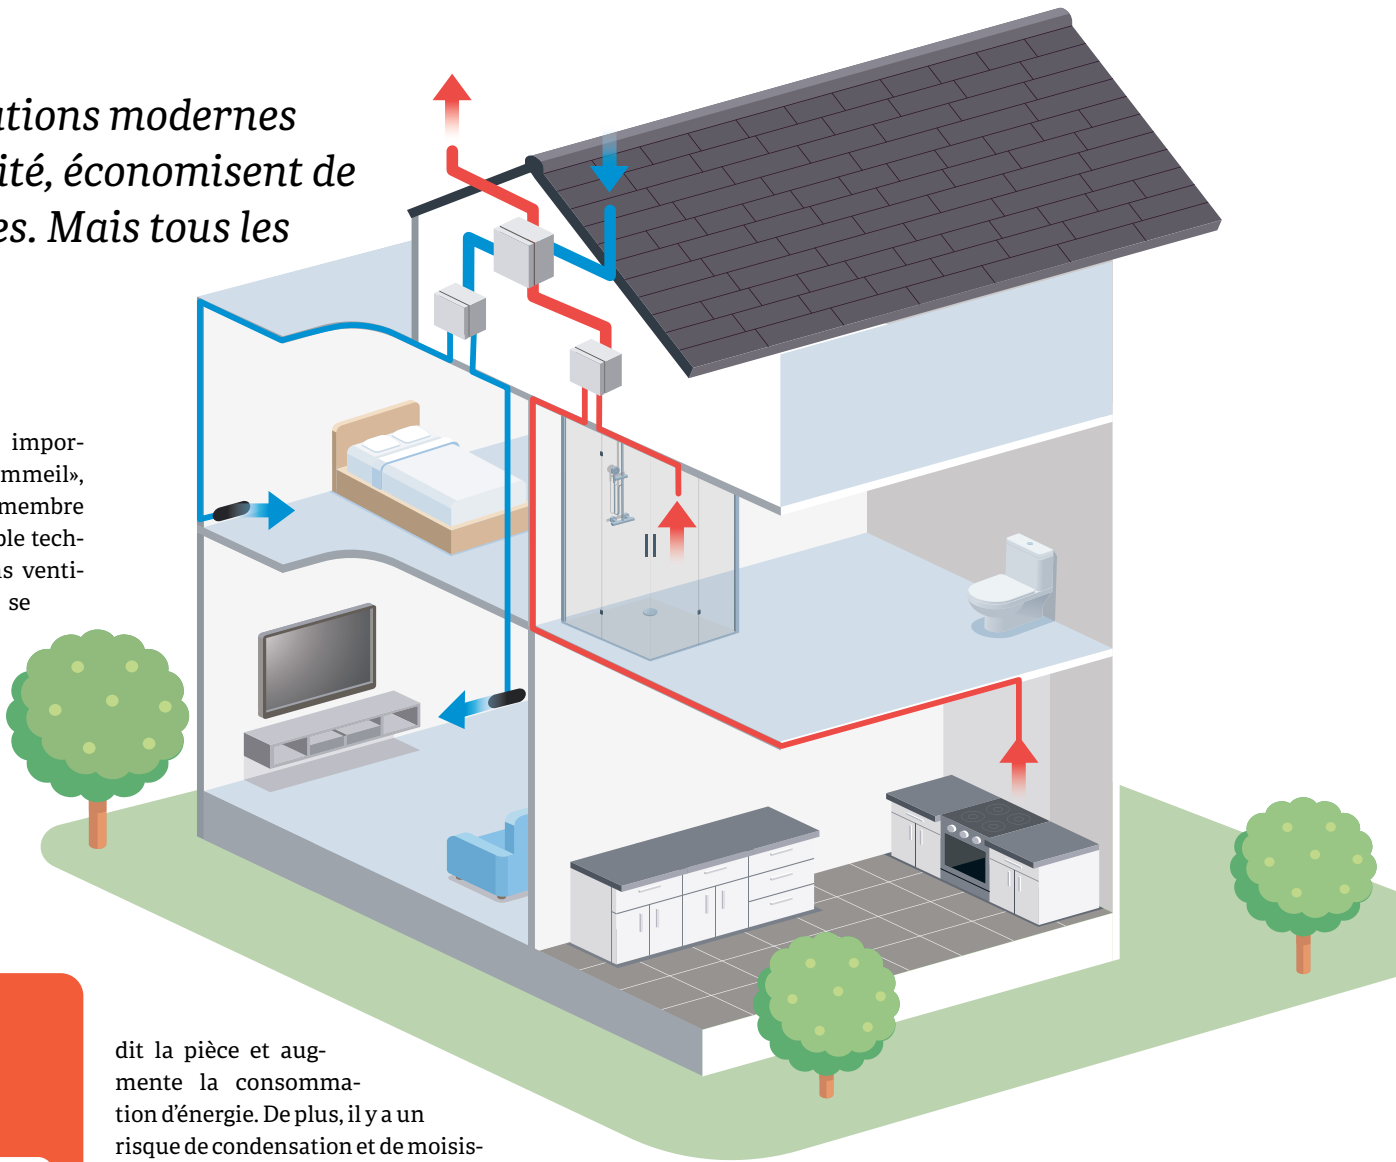 ations modernes
ité, économisent de
es. Mais tous les
impor-
mmeil»,
membre
ble tech-
ns venti-
se
dit la pièce et aug-
mente la consomma-
tion d'énergie. De plus, il y a un
risque de condensation et de moisis-